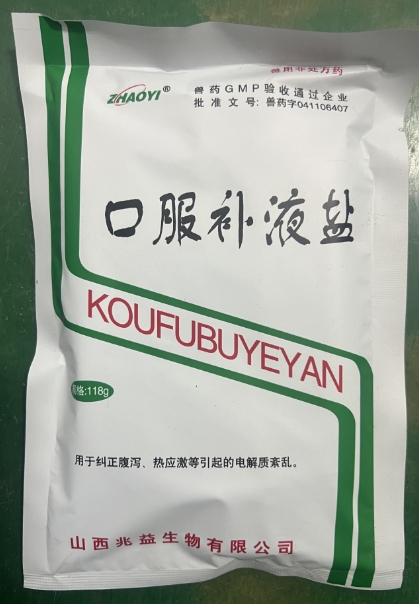 兽用非处方药
ZHAOYI®
兽药GMP验收通过企业
批准文号: 兽药字041106407
口服补液盐
KOUFUBUYEYAN
规格:118g
用于纠正腹泻、热应激等引起的电解质紊乱。
山西兆益生物有限公司